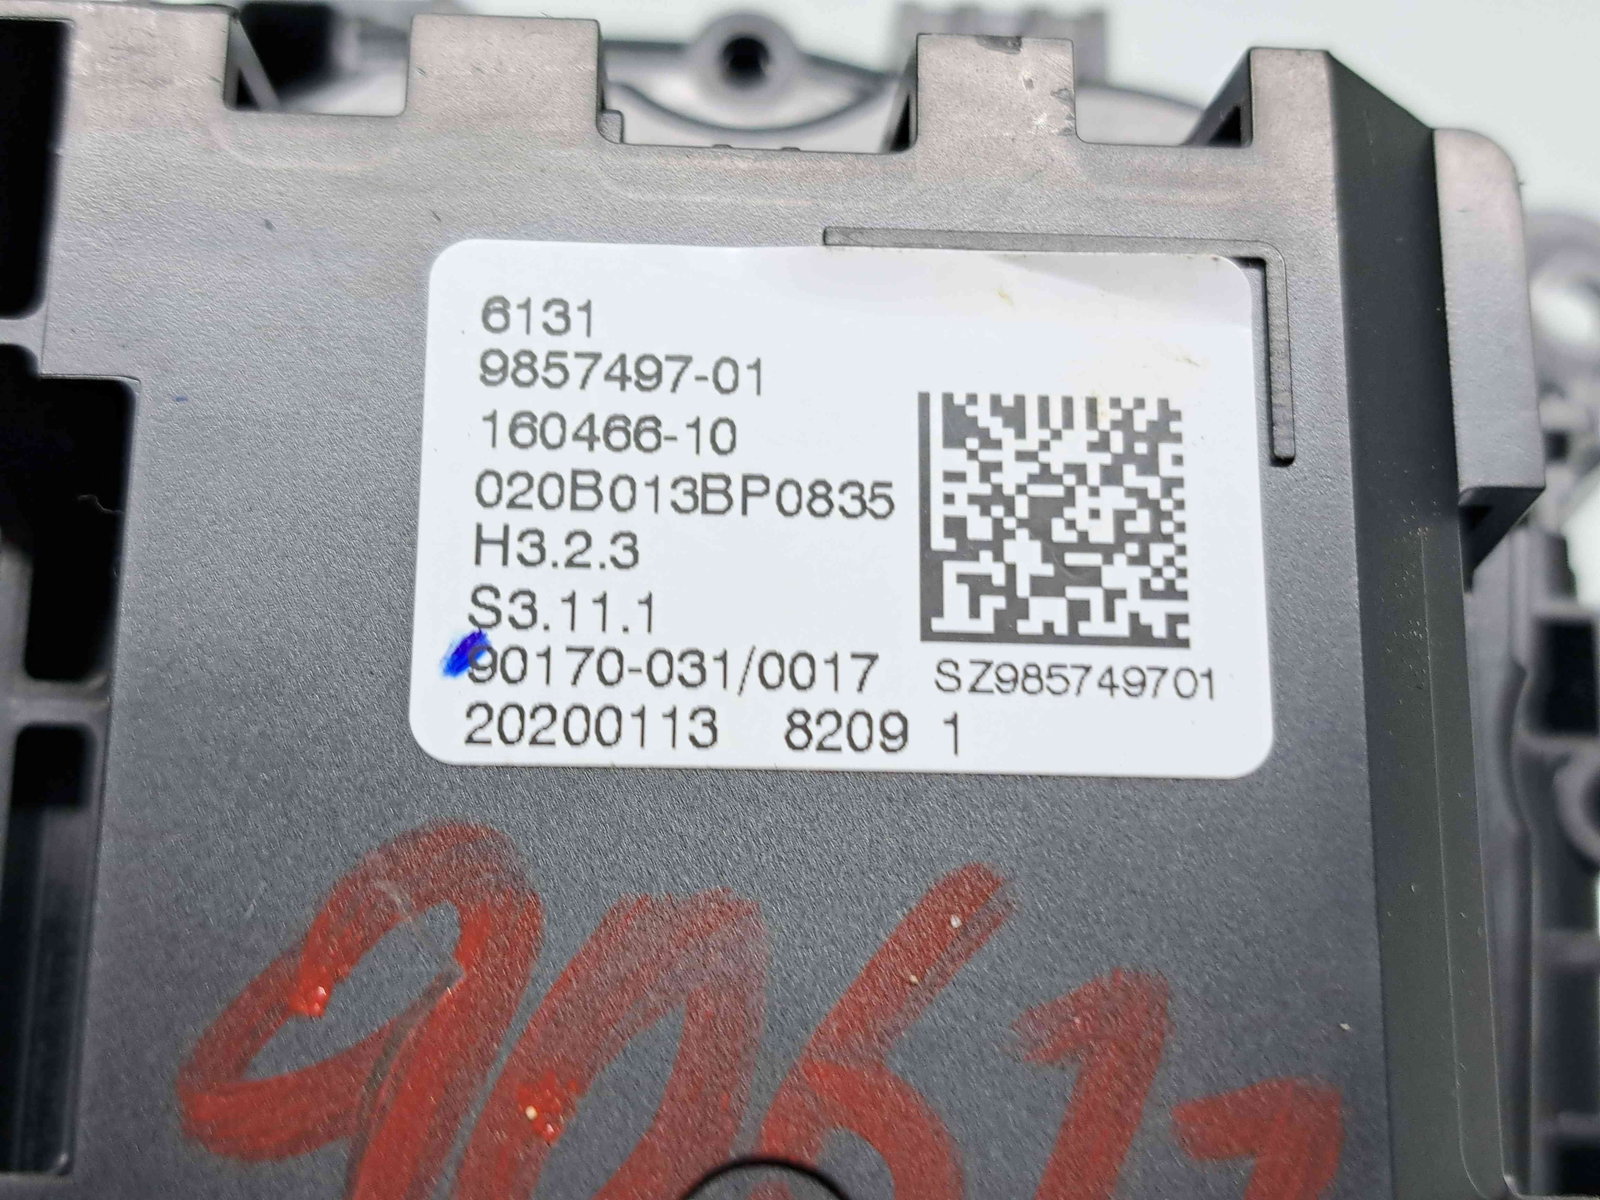 6131
9857497-01
160466-10
020B013BP0835
H3.2.3
S3.11.1
90170-031/0017 SZ985749701
20200113 8209 1